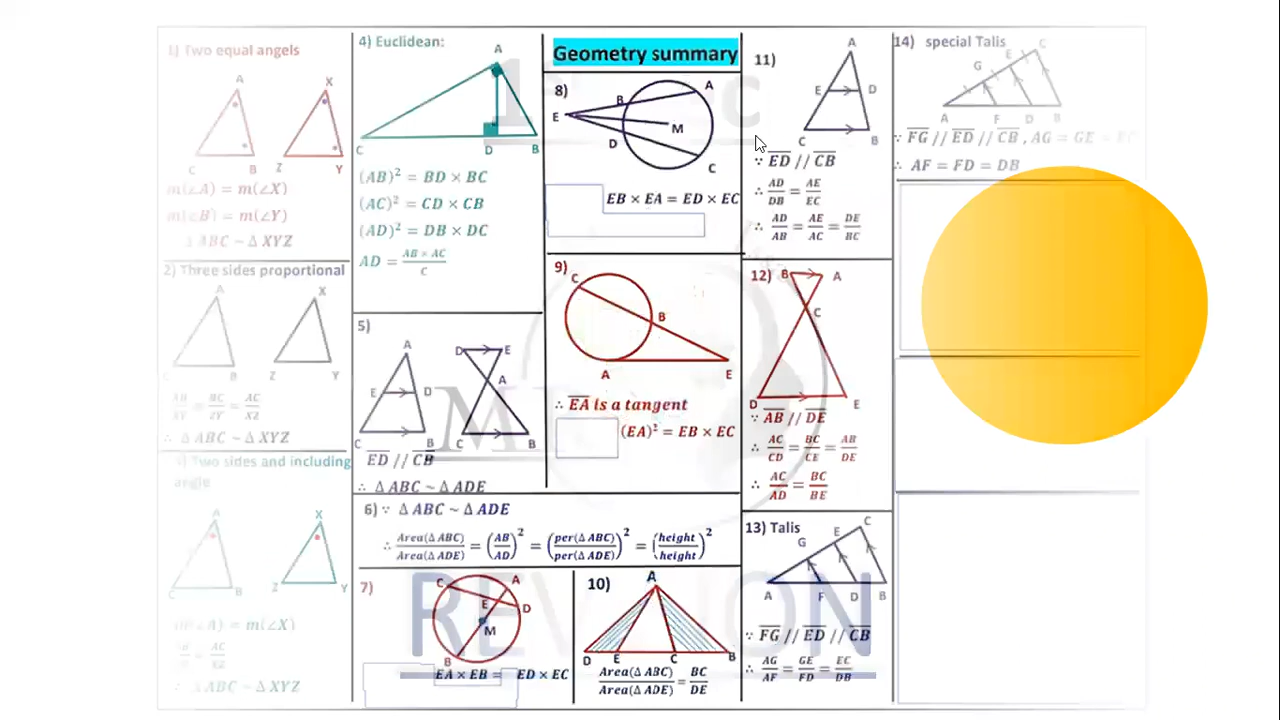 Geometry summary
1) Two equal angels
A
X
C
B
Z
Y
m(∠A) = m(∠X)
m(∠B) = m(∠Y)
Δ ABC ~ Δ XYZ
2) Three sides proportional
A
X
C
B
Z
Y
AB/XY = BC/ZY = AC/XZ
∴ Δ ABC ~ Δ XYZ
3) Two sides and including
angle
A
X
C
B
Z
Y
m(∠A) = m(∠X)
∴ Δ ABC ~ Δ XYZ
4) Euclidean:
A
C
D
B
(AB)² = BD × BC
(AC)² = CD × CB
(AD)² = DB × DC
AD = AB × AC/C
5)
A
D
E
E
D
A
C
B
C
B
ED // CB
∴ Δ ABC ~ Δ ADE
6) ∵ Δ ABC ~ Δ ADE
∴ Area(Δ ABC)/Area(Δ ADE) = (AB/AD)² = (per(Δ ABC)/per(Δ ADE))² = (height/height)²
7)
C
A
E
D
M
B
EA × EB = ED × EC
8)
A
B
E
M
D
C
EB × EA = ED × EC
9)
C
B
A
E
∴ EA is a tangent
(EA)² = EB × EC
10)
A
D
E
C
B
Area(Δ ABC)/Area(Δ ADE) = BC/DE
11)
A
E
D
C
B
∵ ED // CB
∴ AD/DB = AE/EC
∴ AD/AB = AE/AC = DE/BC
12)
B
A
C
D
E
∵ AB // DE
∴ AC/CD = BC/CE = AB/DE
∴ AC/AD = BC/BE
13) Talis
C
E
G
A
F
D
B
∵ FG // ED // CB
∴ AG/AF = GE/FD = EC/DB
14) special Talis
C
E
G
A
F
D
B
∵ FG // ED // CB , AG = GE = EC
∴ AF = FD = DB